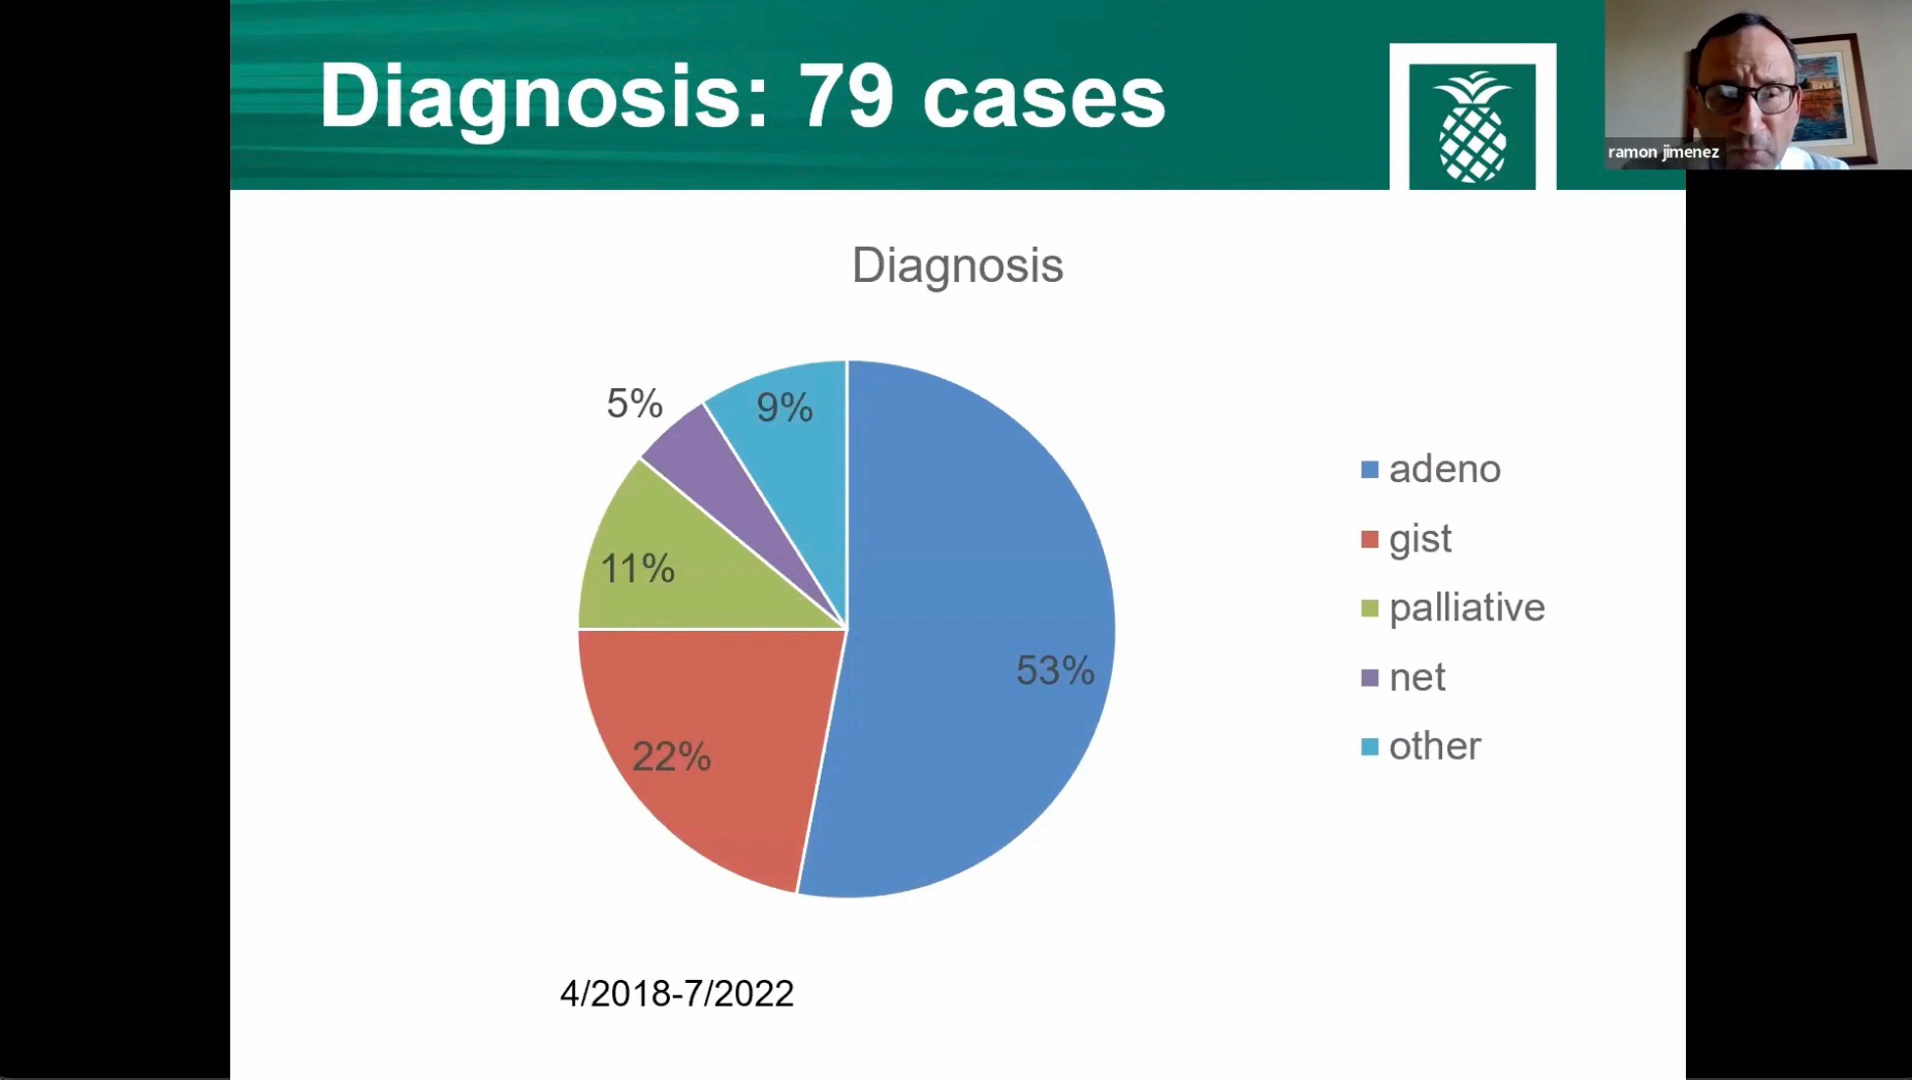 Diagnosis: 79 cases
ramon jimenez
Diagnosis
5%
9%
11%
53%
22%
adeno
gist
palliative
net
other
4/2018-7/2022